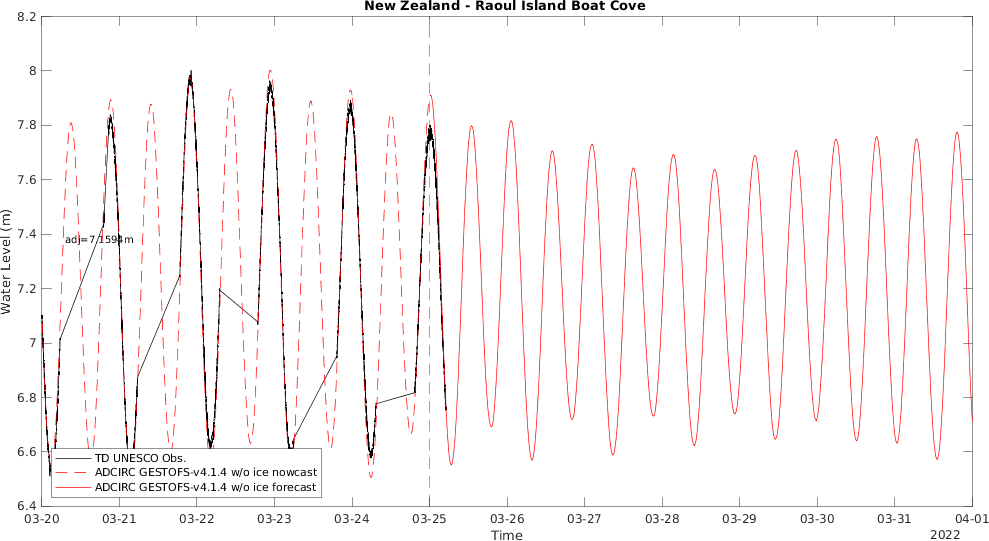 New Zealand - Raoul Island Boat Cove
8.2
8
7.8
7.6
7.4
7.2
7
6.8
6.6
6.4
Water Level (m)
adj=7.1594m
TD UNESCO Obs.
ADCIRC GESTOFS-v4.1.4 w/o ice nowcast
ADCIRC GESTOFS-v4.1.4 w/o ice forecast
03-20 03-21 03-22 03-23 03-24 03-25 03-26 03-27 03-28 03-29 03-30 03-31 04-01
Time
2022